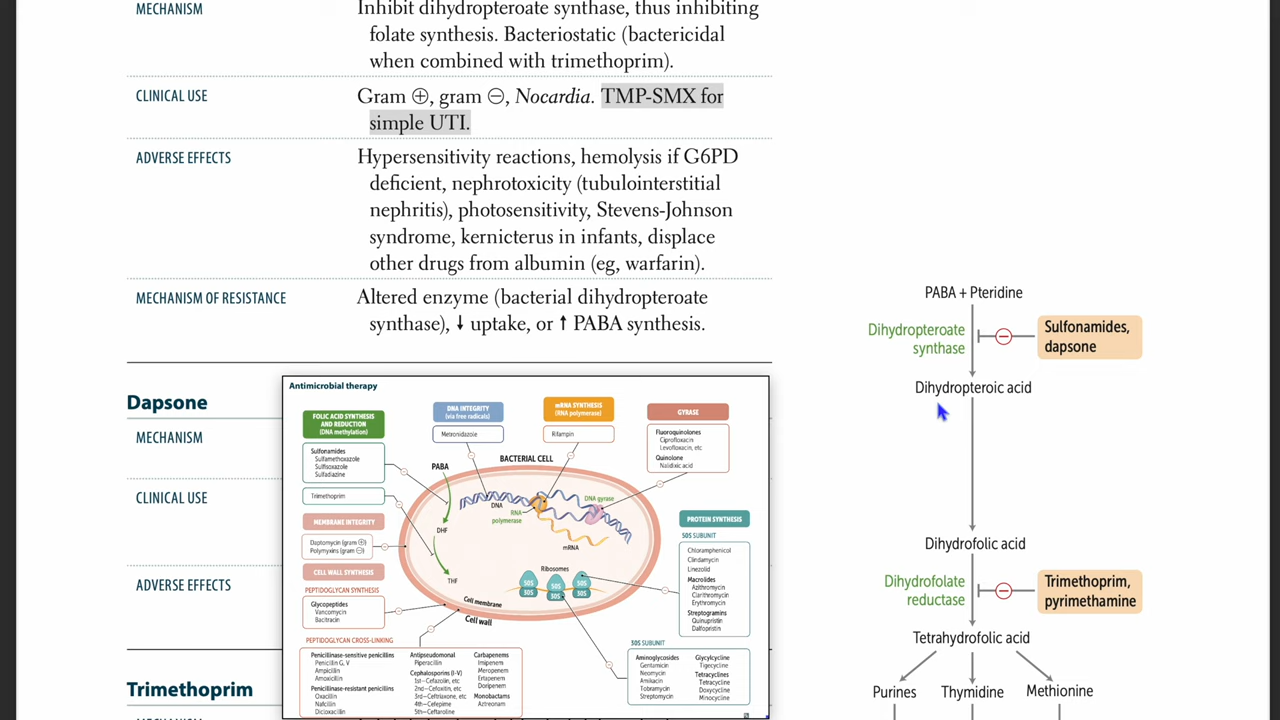 MECHANISM
Inhibit dihydropteroate synthase, thus inhibiting
folate synthesis. Bacteriostatic (bactericidal
when combined with trimethoprim).
CLINICAL USE
Gram ⊕, gram ⊖, Nocardia. TMP-SMX for
simple UTI.
ADVERSE EFFECTS
Hypersensitivity reactions, hemolysis if G6PD
deficient, nephrotoxicity (tubulointerstitial
nephritis), photosensitivity, Stevens-Johnson
syndrome, kernicterus in infants, displace
other drugs from albumin (eg, warfarin).
MECHANISM OF RESISTANCE
Altered enzyme (bacterial dihydropteroate
synthase), ↓ uptake, or ↑ PABA synthesis.
Dapsone
MECHANISM
CLINICAL USE
ADVERSE EFFECTS
Trimethoprim
Antimicrobial therapy
FOLIC ACID SYNTHESIS
AND REDUCTION
(DNA methylation)
Sulfonamides
Sulfamethoxazole
Sulfisoxazole
Sulfadiazine
Trimethoprim
MEMBRANE INTEGRITY
Daptomycin (gram ⊕)
Polymyxins (gram ⊖)
CELL WALL SYNTHESIS
PEPTIDOGLYCAN SYNTHESIS
Glycopeptides
Vancomycin
Bacitracin
PEPTIDOGLYCAN CROSS-LINKING
Penicillinase-sensitive penicillins
Penicillin G, V
Ampicillin
Amoxicillin
Penicillinase-resistant penicillins
Oxacillin
Nafcillin
Dicloxacillin
Antipseudomonal
Piperacillin
Cephalosporins (I-V)
1st—Cefazolin, etc
2nd—Cefoxitin, etc
3rd—Ceftriaxone, etc
4th—Cefepime
5th—Ceftaroline
Carbapenems
Imipenem
Meropenem
Ertapenem
Doripenem
Monobactams
Aztreonam
DNA INTEGRITY
(via free radicals)
Metronidazole
mRNA SYNTHESIS
(RNA polymerase)
Rifampin
GYRASE
Fluoroquinolones
Ciprofloxacin
Levofloxacin, etc
Quinolone
Nalidixic acid
BACTERIAL CELL
PABA
DHF
THF
DNA
RNA
polymerase
DNA gyrase
mRNA
Ribosomes
50S 50S 50S
30S 30S 30S
Cell membrane
Cell wall
PROTEIN SYNTHESIS
50S SUBUNIT
Chloramphenicol
Clindamycin
Linezolid
Macrolides
Azithromycin
Clarithromycin
Erythromycin
Streptogramins
Quinupristin
Dalfopristin
30S SUBUNIT
Aminoglycosides
Gentamicin
Neomycin
Amikacin
Tobramycin
Streptomycin
Glycylcycline
Tigecycline
Tetracyclines
Tetracycline
Doxycycline
Minocycline
PABA + Pteridine
Dihydropteroate
synthase
Sulfonamides,
dapsone
Dihydropteroic acid
Dihydrofolic acid
Dihydrofolate
reductase
Trimethoprim,
pyrimethamine
Tetrahydrofolic acid
Purines Thymidine Methionine